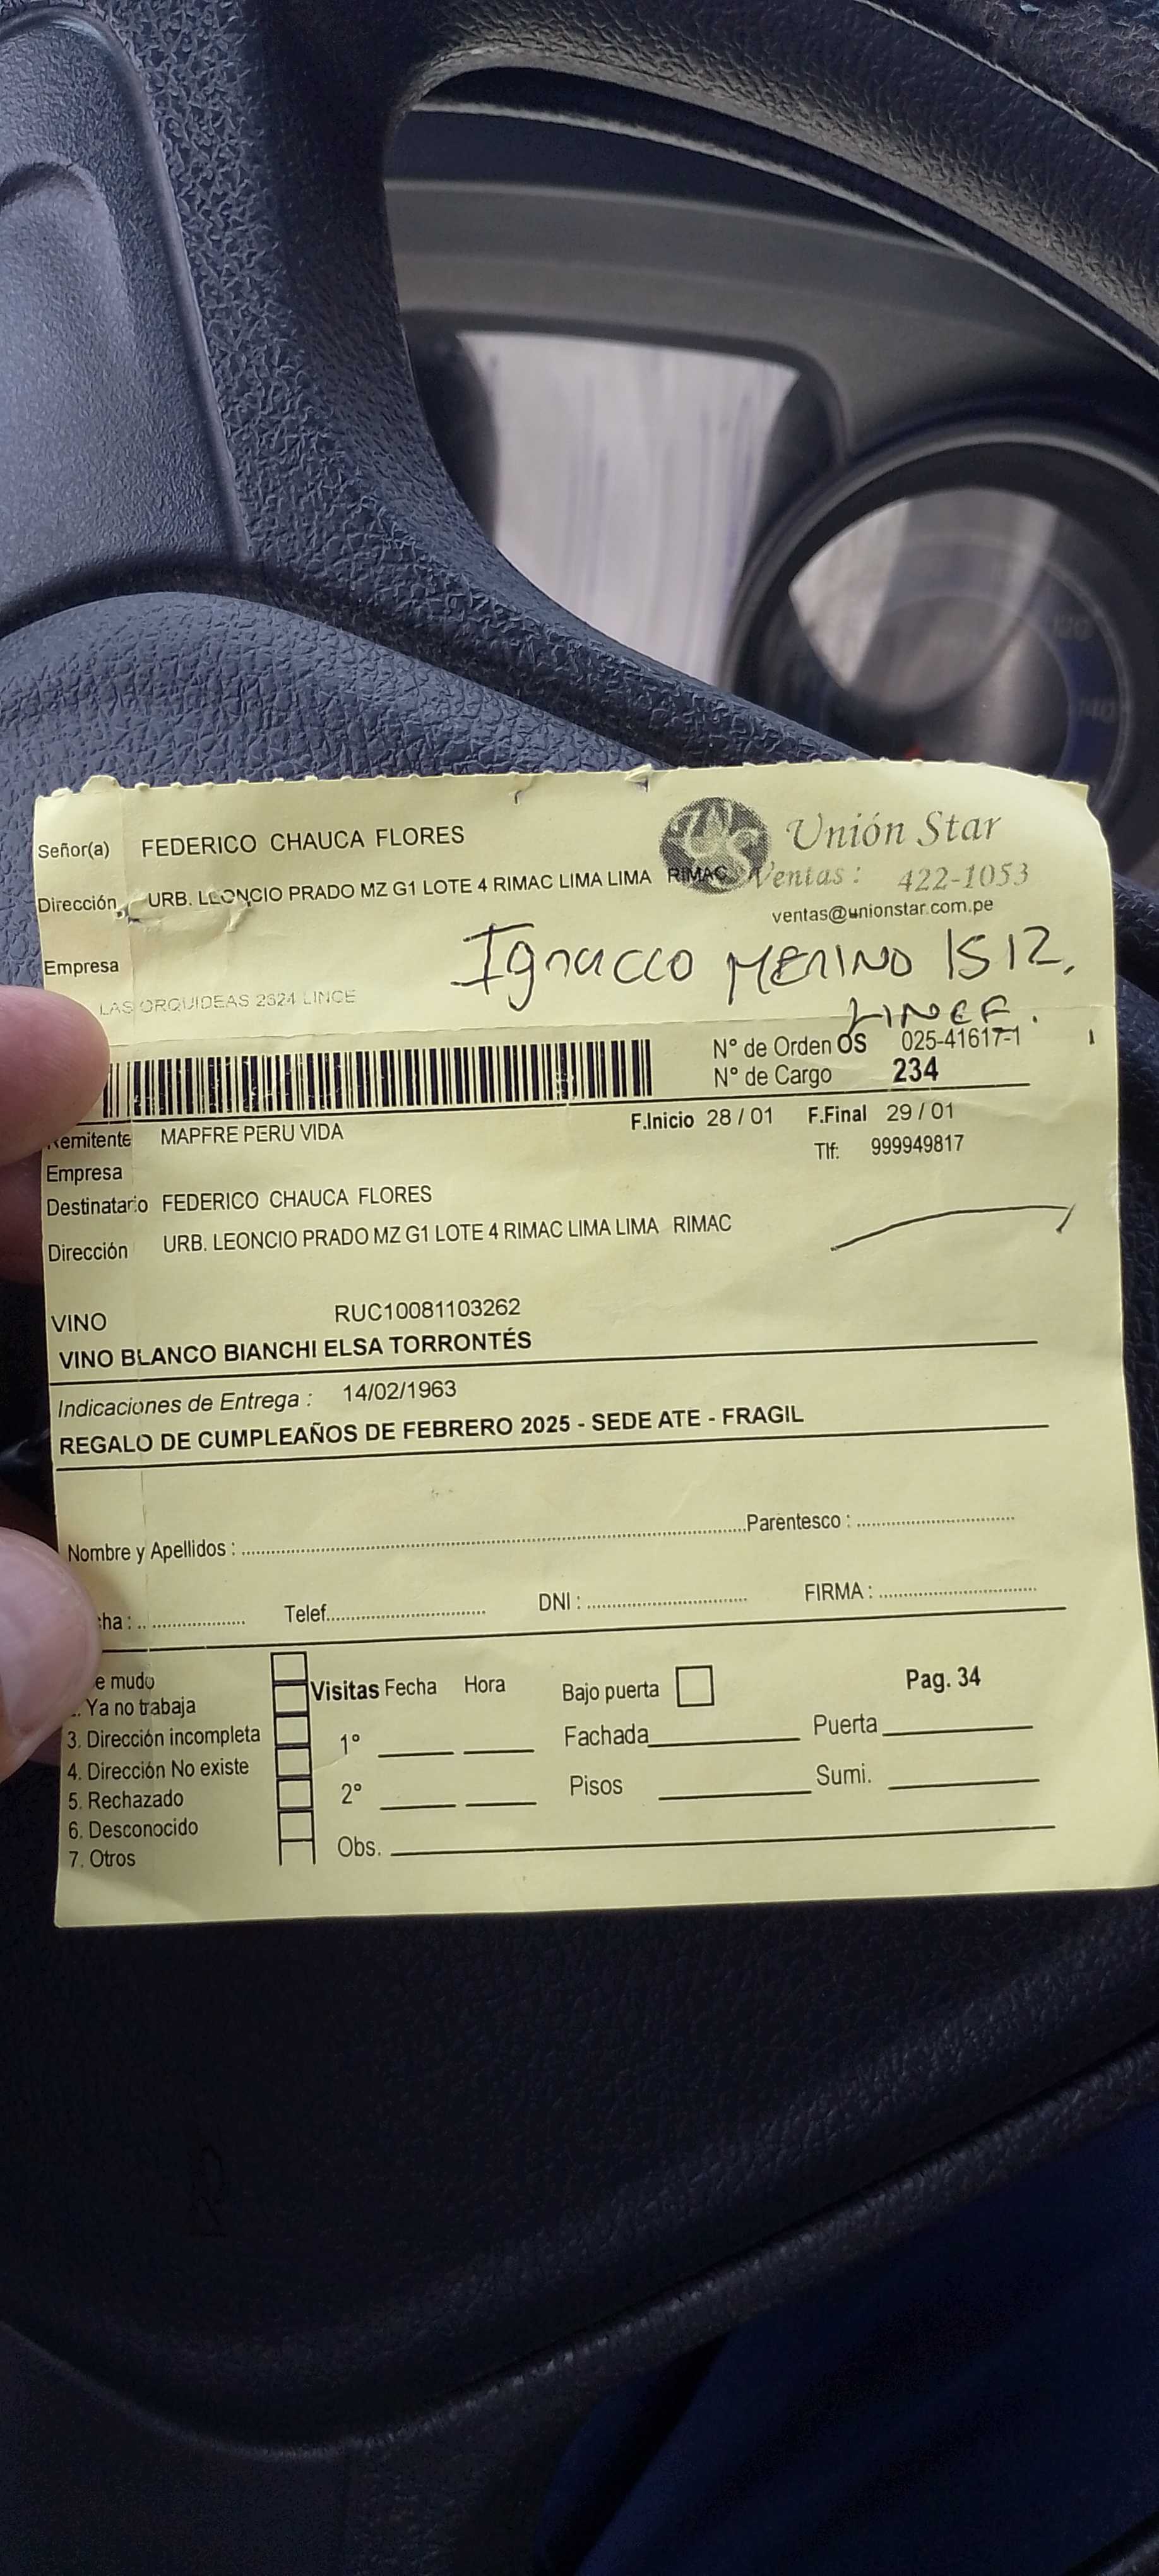 Señor(a) FEDERICO CHAUCA FLORES
Unión Star
Dirección URB. LEONCIO PRADO MZ G1 LOTE 4 RIMAC LIMA LIMA RIMAC
Ventas: 422-1053
ventas@unionstar.com.pe
Empresa
Ignacco MERINO 1512.
LINCE.
LAS ORQUIDEAS 2624 LINCE
N° de Orden OS 025-41617-1
N° de Cargo 234
F.Inicio 28 / 01 F.Final 29 / 01
Remitente MAPFRE PERU VIDA
Tlf: 999949817
Empresa
Destinatario FEDERICO CHAUCA FLORES
Dirección URB. LEONCIO PRADO MZ G1 LOTE 4 RIMAC LIMA LIMA RIMAC
VINO RUC10081103262
VINO BLANCO BIANCHI ELSA TORRONTÉS
Indicaciones de Entrega : 14/02/1963
REGALO DE CUMPLEAÑOS DE FEBRERO 2025 - SEDE ATE - FRAGIL
Nombre y Apellidos : Parentesco :
cha : Telef. DNI : FIRMA :
e mudo
Ya no trabaja
3. Dirección incompleta
4. Dirección No existe
5. Rechazado
6. Desconocido
7. Otros
Visitas Fecha Hora Bajo puerta Pag. 34
1° Fachada Puerta
2° Pisos Sumi.
Obs.